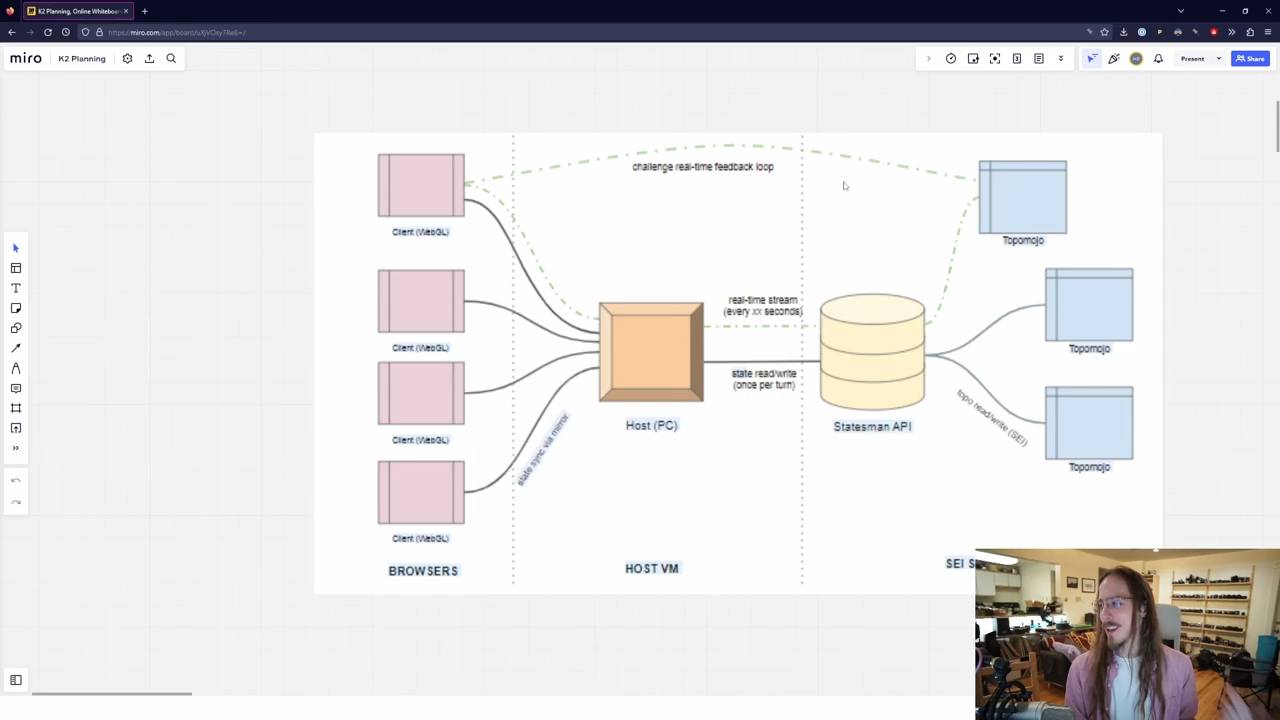 K2 Planning, Online Whiteboar
https://miro.com/app/board/uXjVOsy7Re8=/
miro
K2 Planning
Present
Share
challenge real-time feedback loop
Client (WebGL)
Topomojo
real-time stream
(every xx seconds)
Client (WebGL)
Topomojo
state read/write
(once per turn)
Host (PC)
Statesman API
topo read/write (SEI)
Client (WebGL)
state sync via mirror
Topomojo
Client (WebGL)
BROWSERS
HOST VM
SEI S